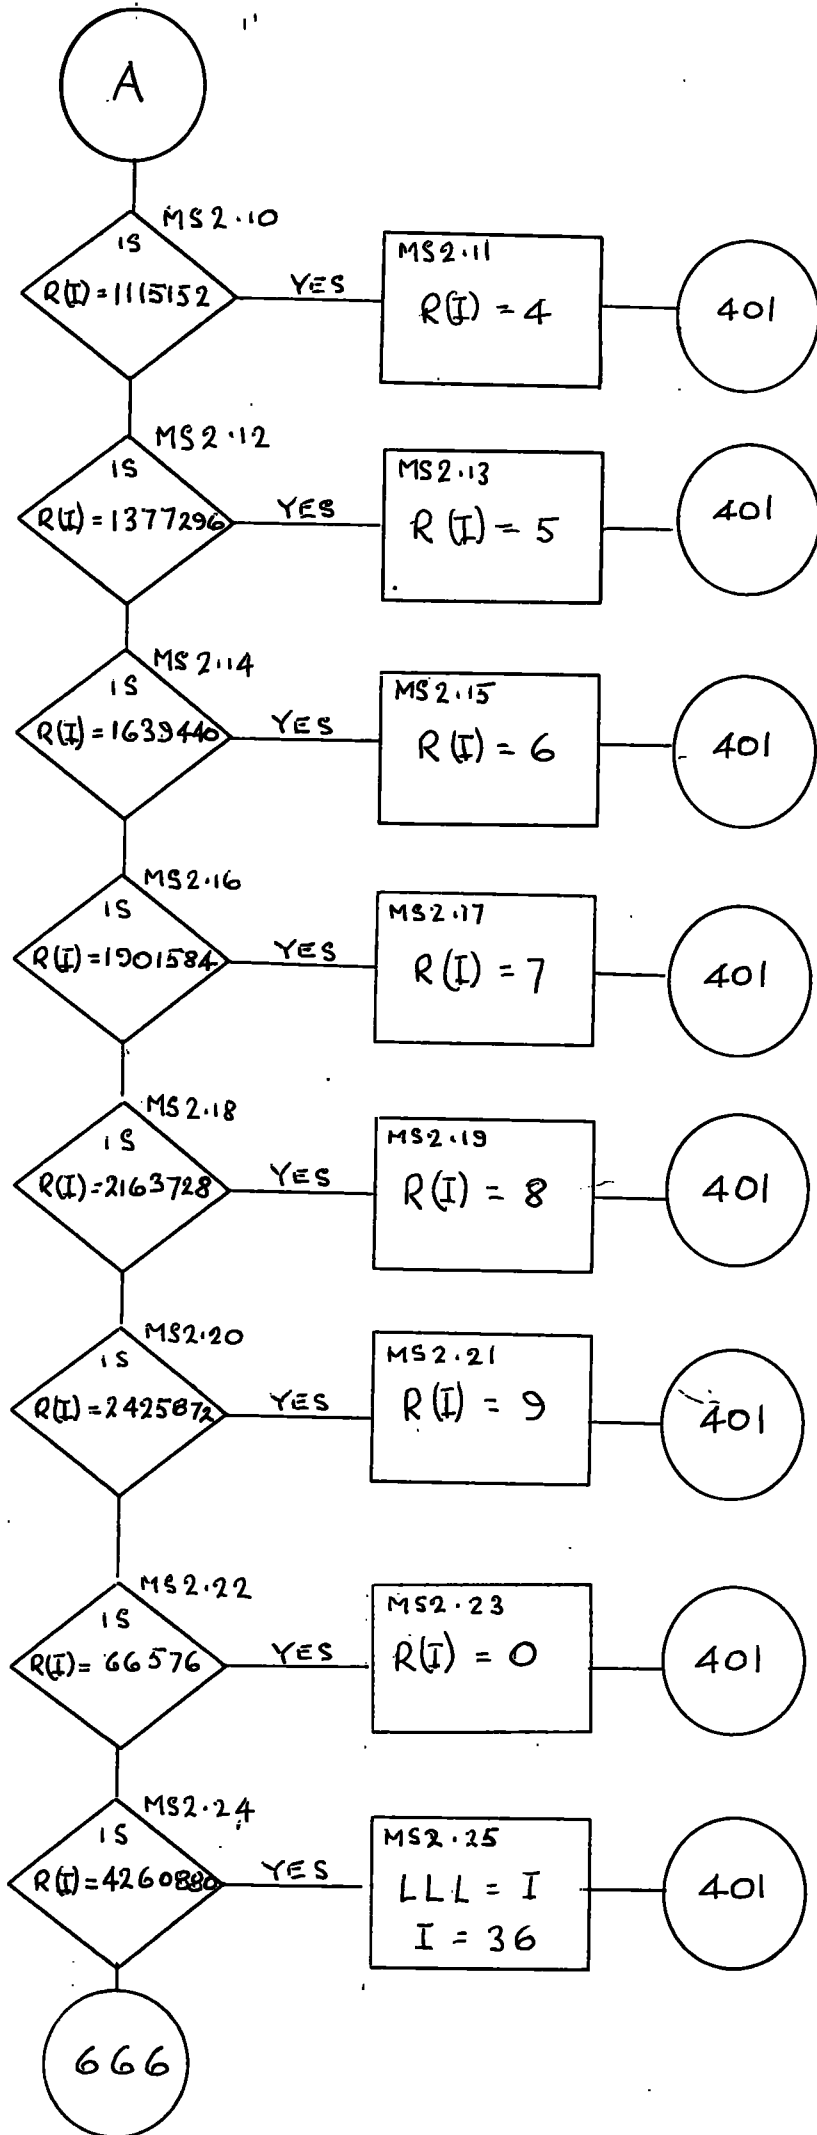 A
MS2.10
IS
R(I)=1115152
YES
MS2.11
R(I) = 4
401
MS2.12
IS
R(I)=1377296
YES
MS2.13
R(I) = 5
401
MS2.14
IS
R(I)=1639440
YES
MS2.15
R(I) = 6
401
MS2.16
IS
R(I)=1901584
YES
MS2.17
R(I) = 7
401
MS2.18
IS
R(I)=2163728
YES
MS2.19
R(I) = 8
401
MS2.20
IS
R(I)=2425872
YES
MS2.21
R(I) = 9
401
MS2.22
IS
R(I)=66576
YES
MS2.23
R(I) = 0
401
MS2.24
IS
R(I)=4260880
YES
MS2.25
LLL = I
I = 36
401
666